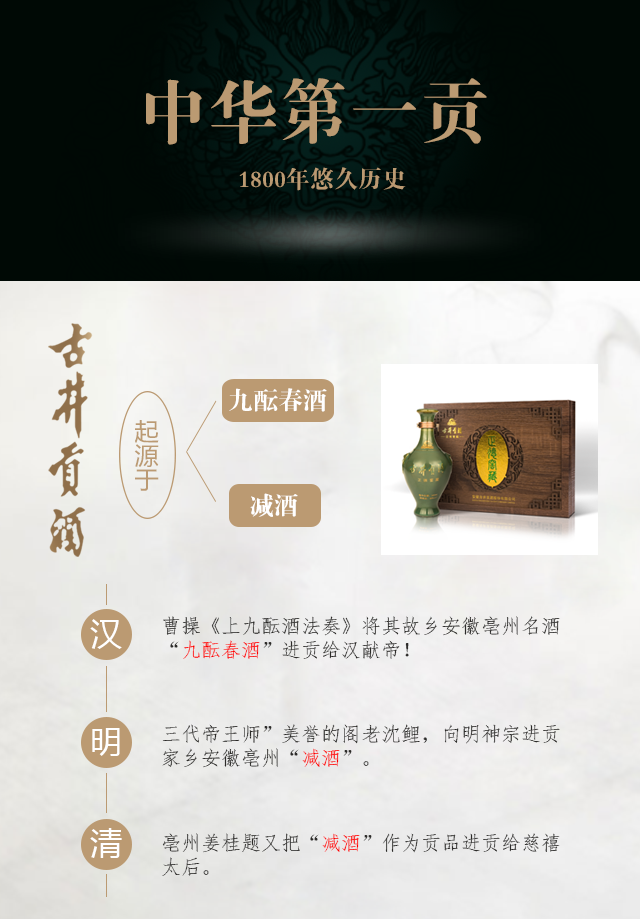 中华第一贡
1800年悠久历史
古井贡酒
起源于
九酝春酒
减酒
汉
曹操《上九酝酒法奏》将其故乡安徽亳州名酒
“九酝春酒”进贡给汉献帝!
明
三代帝王师”美誉的阁老沈鲤，向明神宗进贡
家乡安徽亳州“减酒”。
清
亳州姜桂题又把“减酒”作为贡品进贡给慈禧
太后。